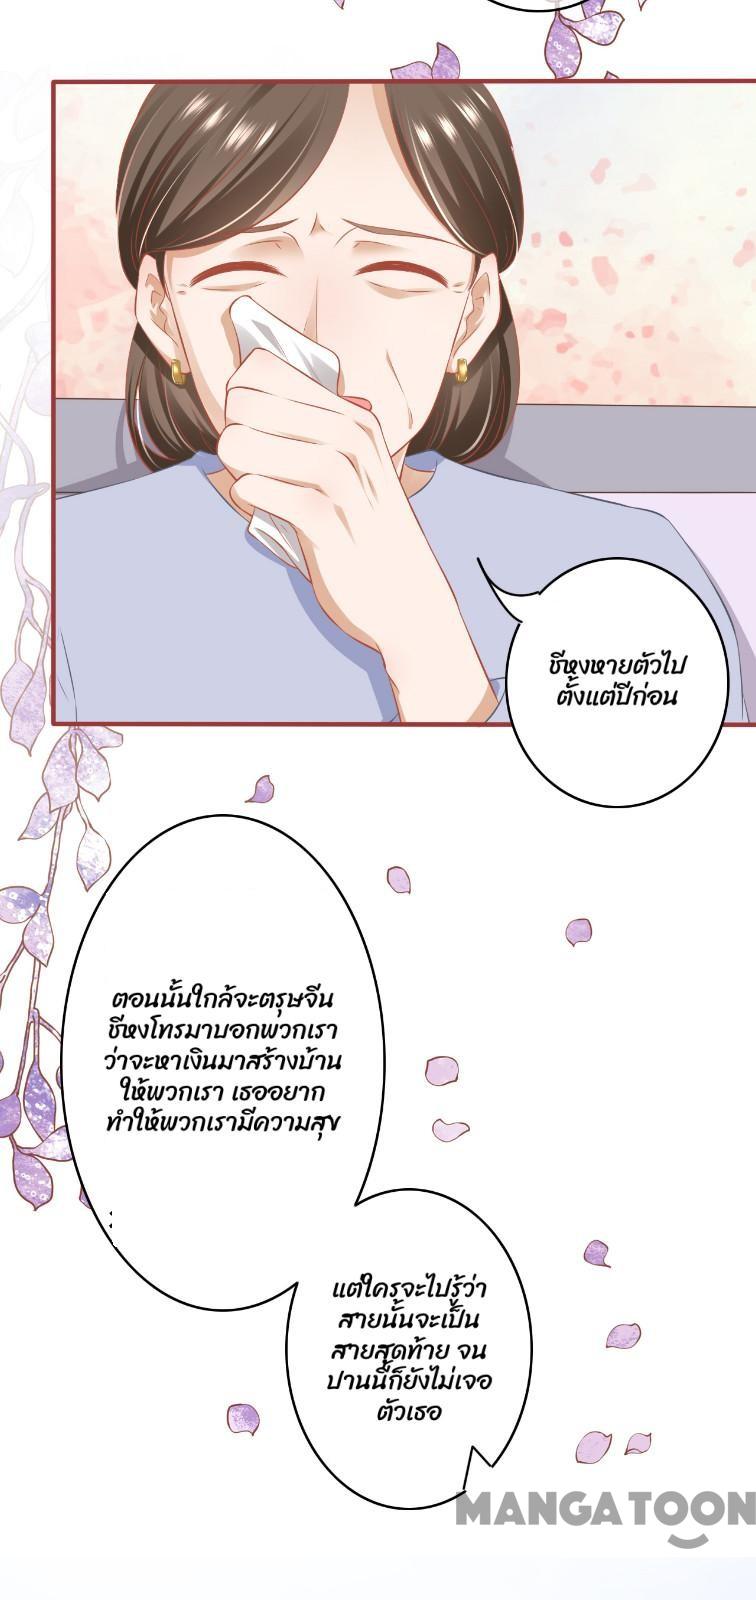 ชีหงหายตัวไป
ตั้งแต่ปีก่อน
ตอนนั้นใกล้จะตรุษจีน
ชีหงโทรมาบอกพวกเรา
ว่าจะหาเงินมาสร้างบ้าน
ให้พวกเรา เธออยาก
ทำให้พวกเรามีความสุข
แต่ใครจะไปรู้ว่า
สายนั้นจะเป็น
สายสุดท้าย จน
ปานนี้ก็ยังไม่เจอ
ตัวเธอ
MANGATOON